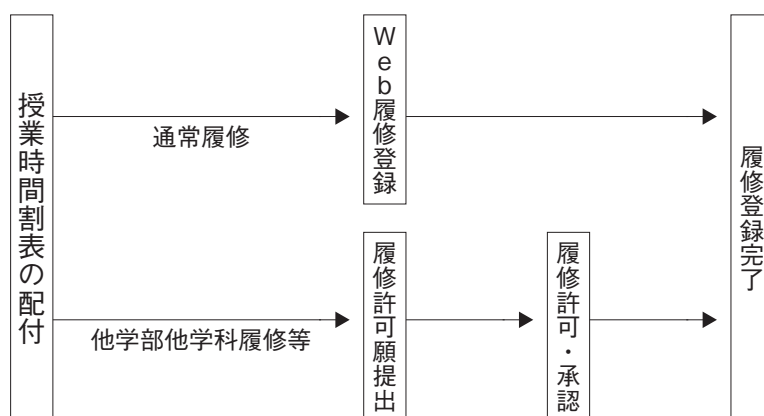 授業時間割表の配付
通常履修
Web履修登録
他学部他学科履修等
履修許可願提出
履修許可・承認
履修登録完了